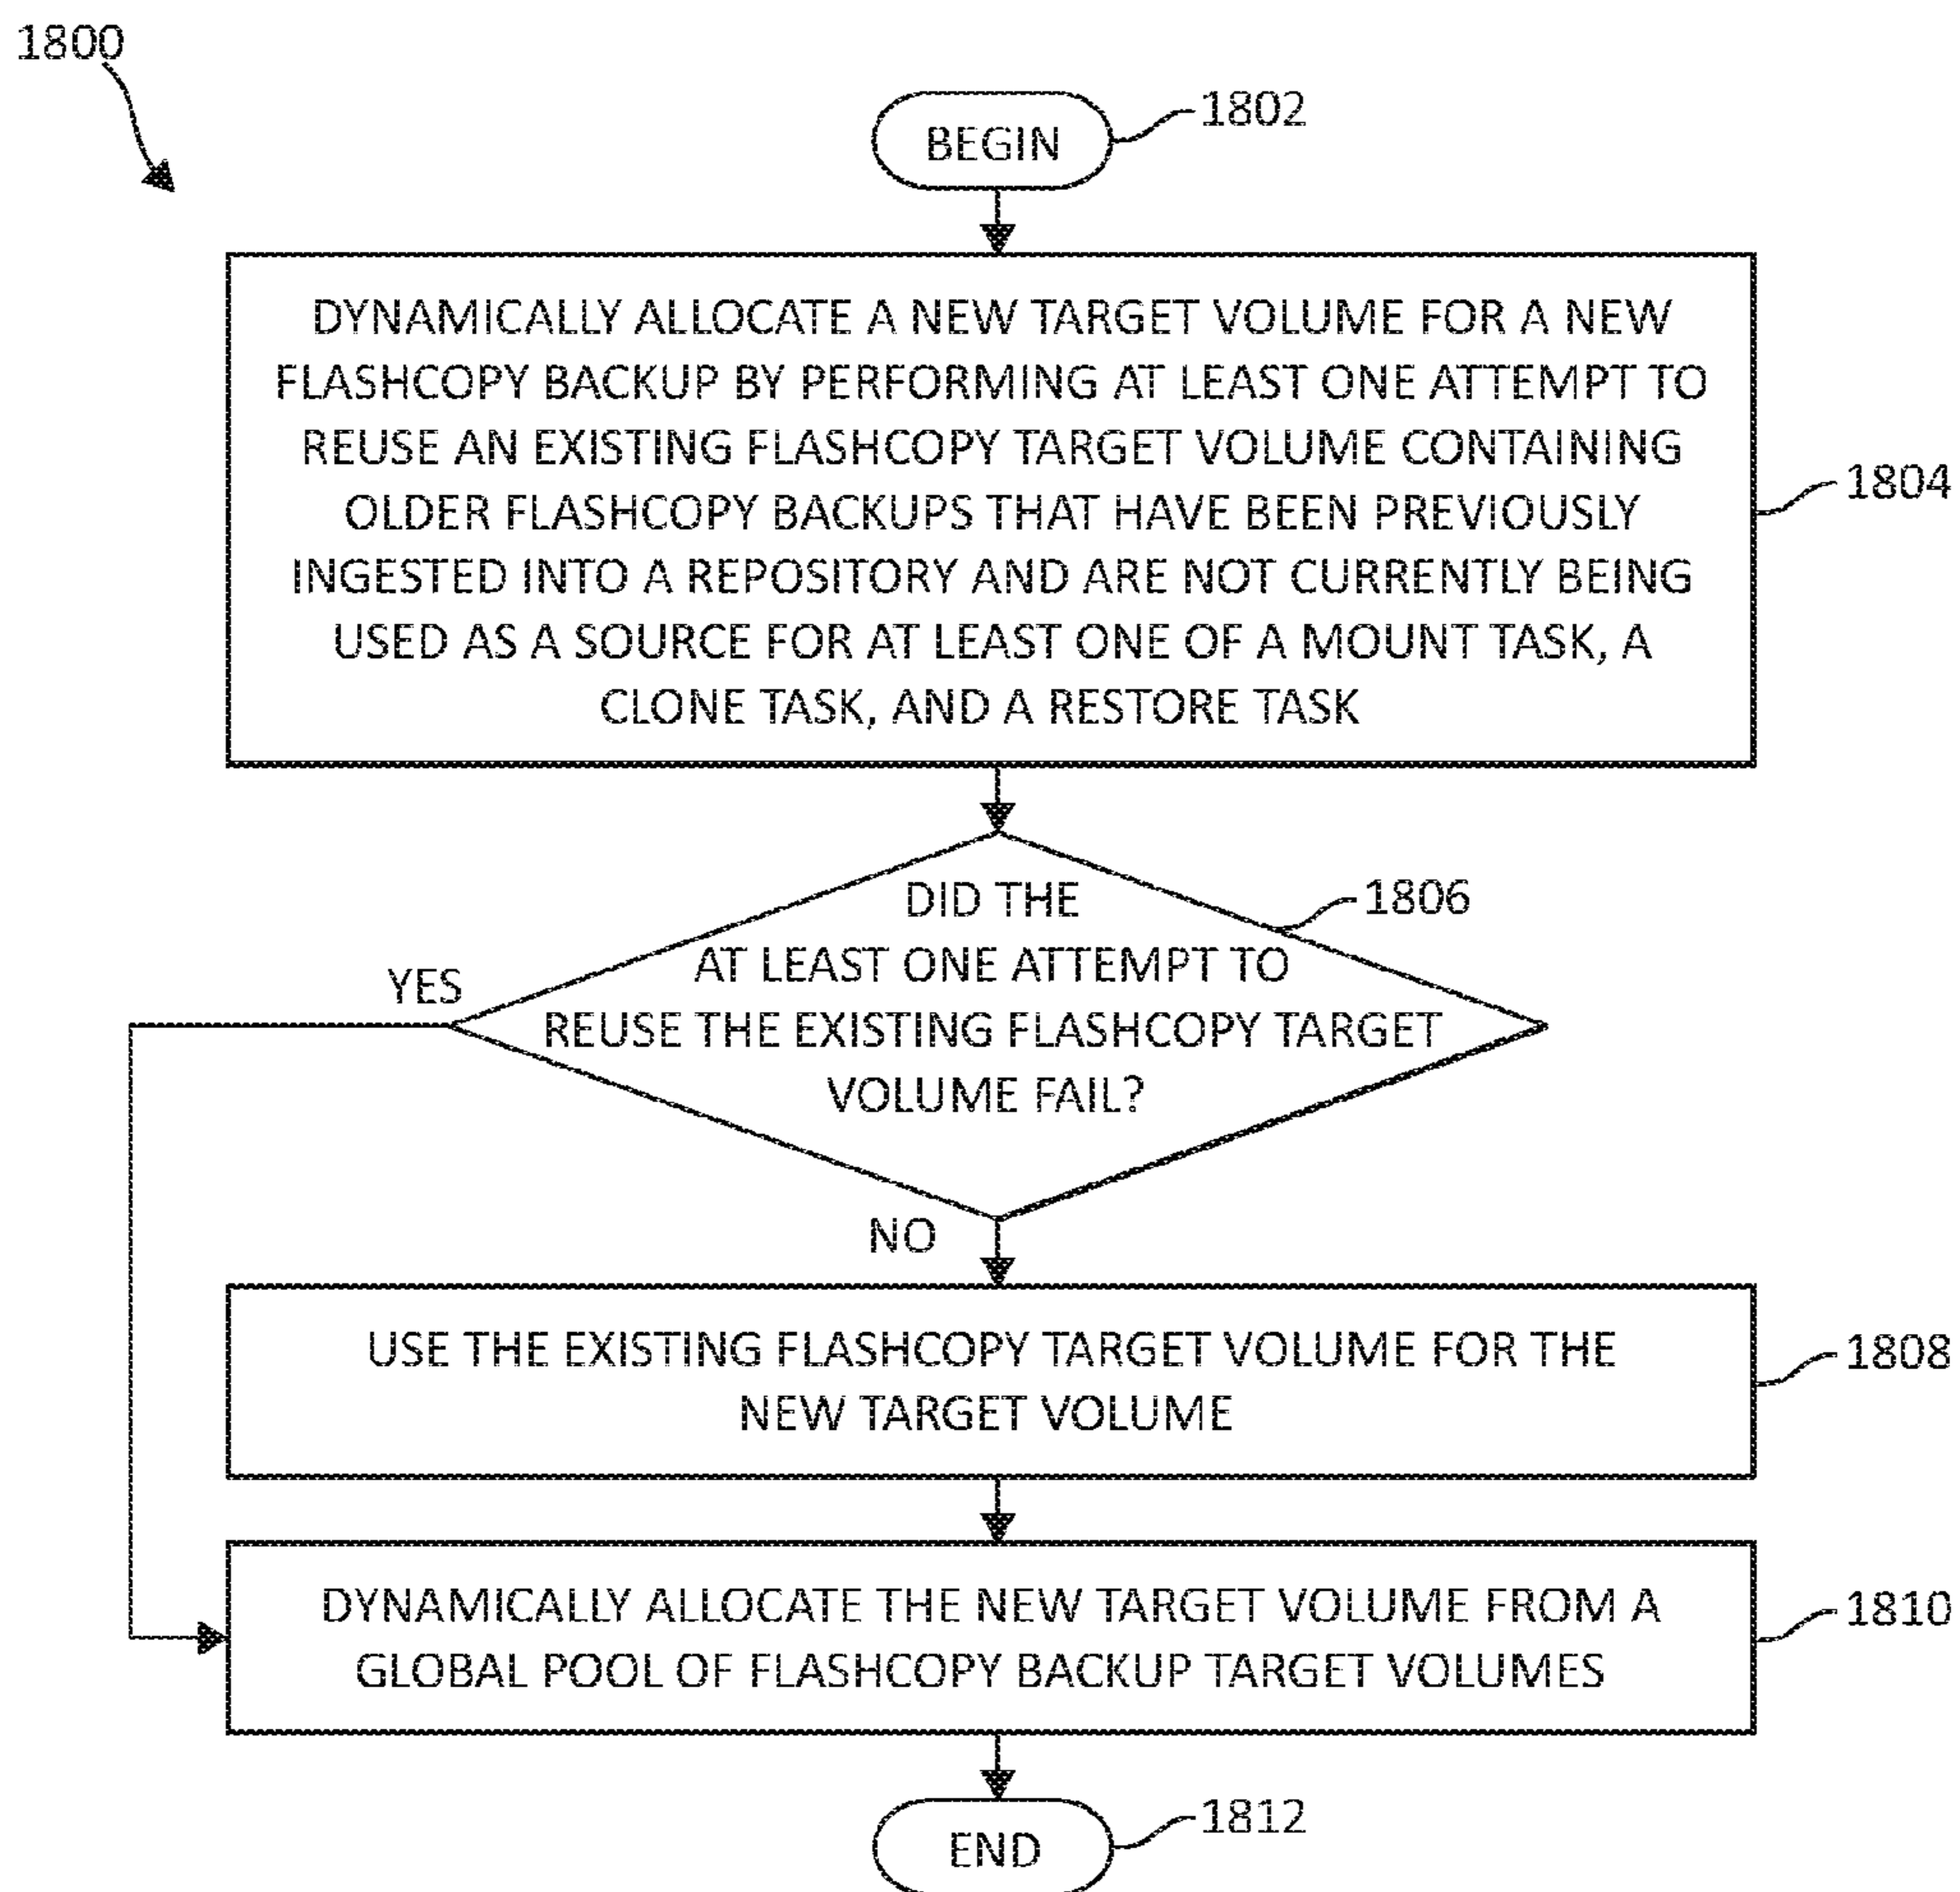 1800
BEGIN
1802
DYNAMICALLY ALLOCATE A NEW TARGET VOLUME FOR A NEW
FLASHCOPY BACKUP BY PERFORMING AT LEAST ONE ATTEMPT TO
REUSE AN EXISTING FLASHCOPY TARGET VOLUME CONTAINING
OLDER FLASHCOPY BACKUPS THAT HAVE BEEN PREVIOUSLY
INGESTED INTO A REPOSITORY AND ARE NOT CURRENTLY BEING
USED AS A SOURCE FOR AT LEAST ONE OF A MOUNT TASK, A
CLONE TASK, AND A RESTORE TASK
1804
DID THE
AT LEAST ONE ATTEMPT TO
REUSE THE EXISTING FLASHCOPY TARGET
VOLUME FAIL?
1806
YES
NO
USE THE EXISTING FLASHCOPY TARGET VOLUME FOR THE
NEW TARGET VOLUME
1808
DYNAMICALLY ALLOCATE THE NEW TARGET VOLUME FROM A
GLOBAL POOL OF FLASHCOPY BACKUP TARGET VOLUMES
1810
END
1812